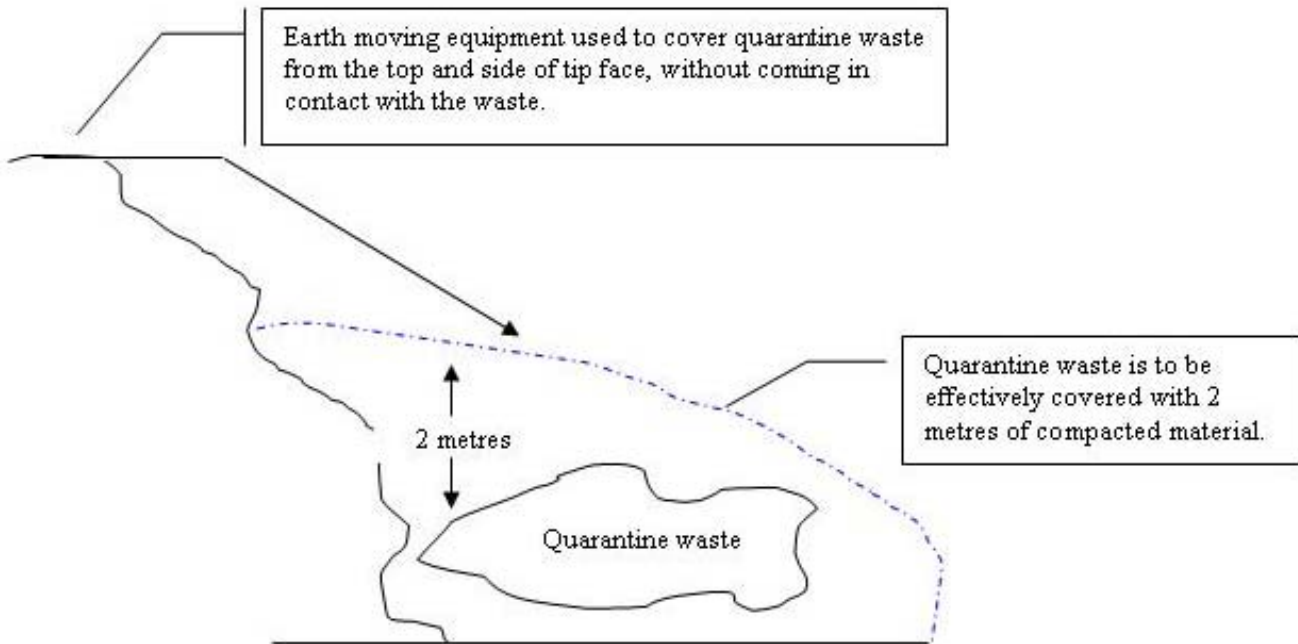 Earth moving equipment used to cover quarantine waste
from the top and side of tip face, without coming in
contact with the waste.
Quarantine waste is to be
effectively covered with 2
metres of compacted material.
2 metres
Quarantine waste